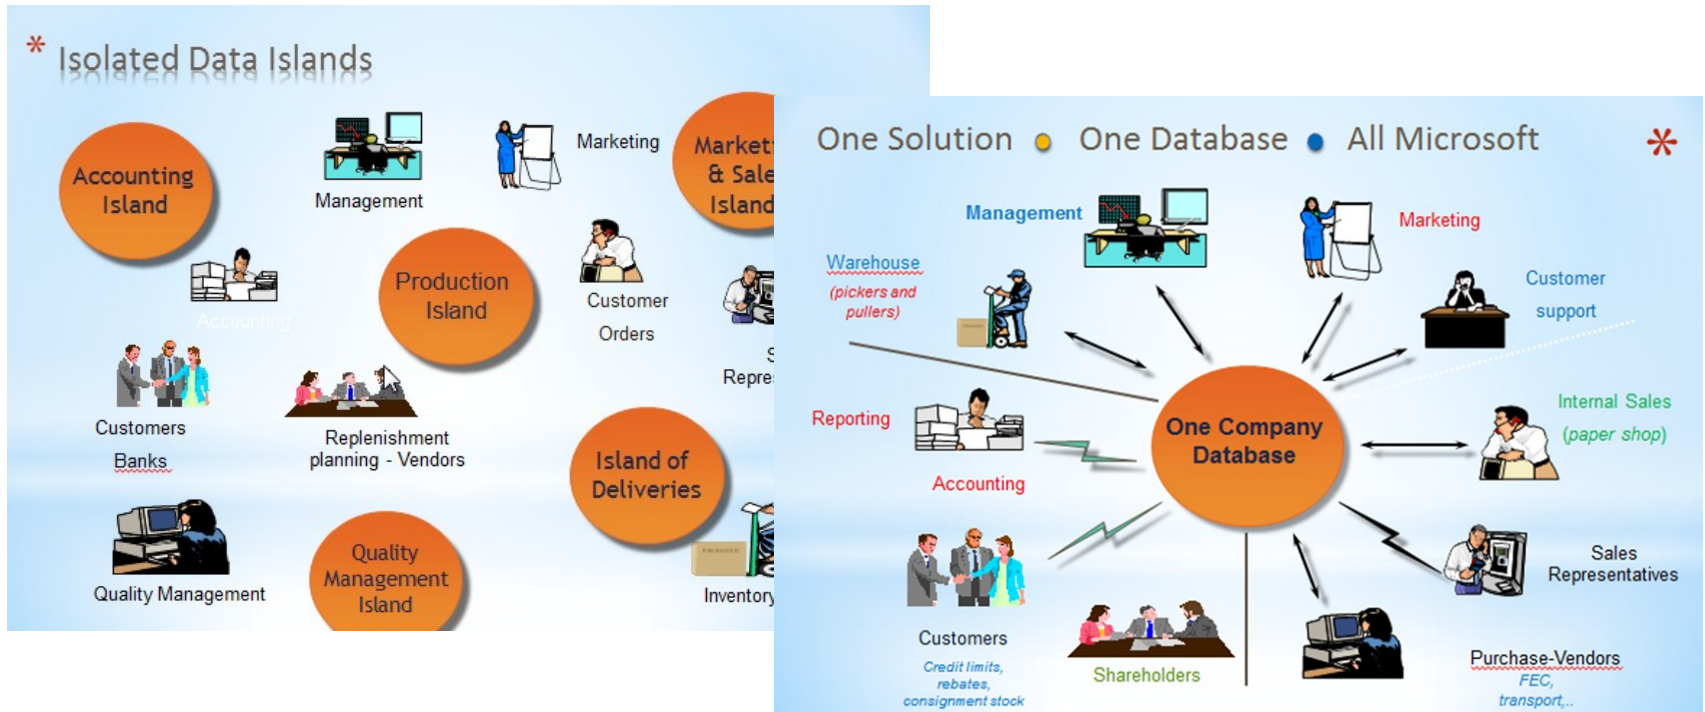 * Isolated Data Islands
Accounting
Island
Management
Marketing
& Sale
Island
Accounting
Production
Island
Customer
Orders
Customers
Banks
Replenishment
planning - Vendors
Island of
Deliveries
Quality Management
Quality
Management
Island
Inventory
One Solution One Database All Microsoft *
Management
Marketing
Warehouse
(pickers and
pullers)
Customer
support
Reporting
Accounting
One Company
Database
Internal Sales
(paper shop)
Sales
Representatives
Customers
Credit limits,
rebates,
consignment stock
Shareholders
Purchase-Vendors
FEC,
transport,..